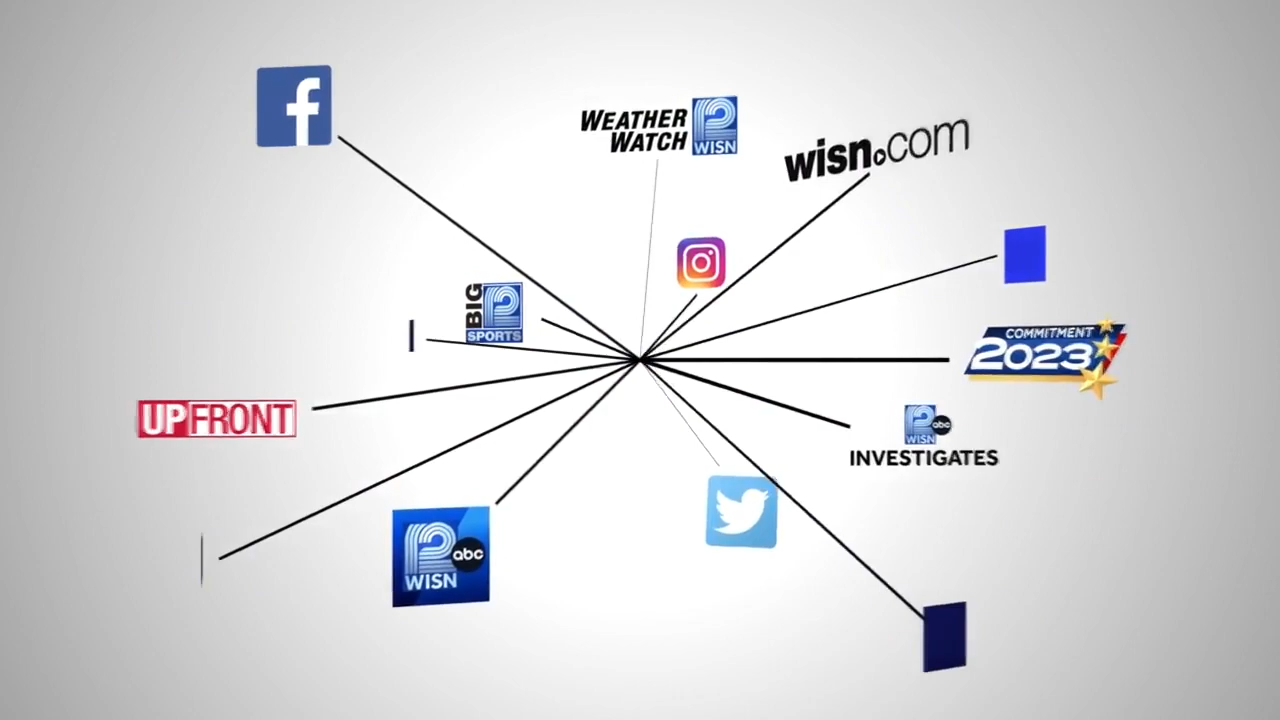 f
WEATHER
WATCH
12
WISN
wisn.com
BIG
12
SPORTS
COMMITMENT
2023
UPFRONT
12
WISN
abc
INVESTIGATES
12
abc
WISN